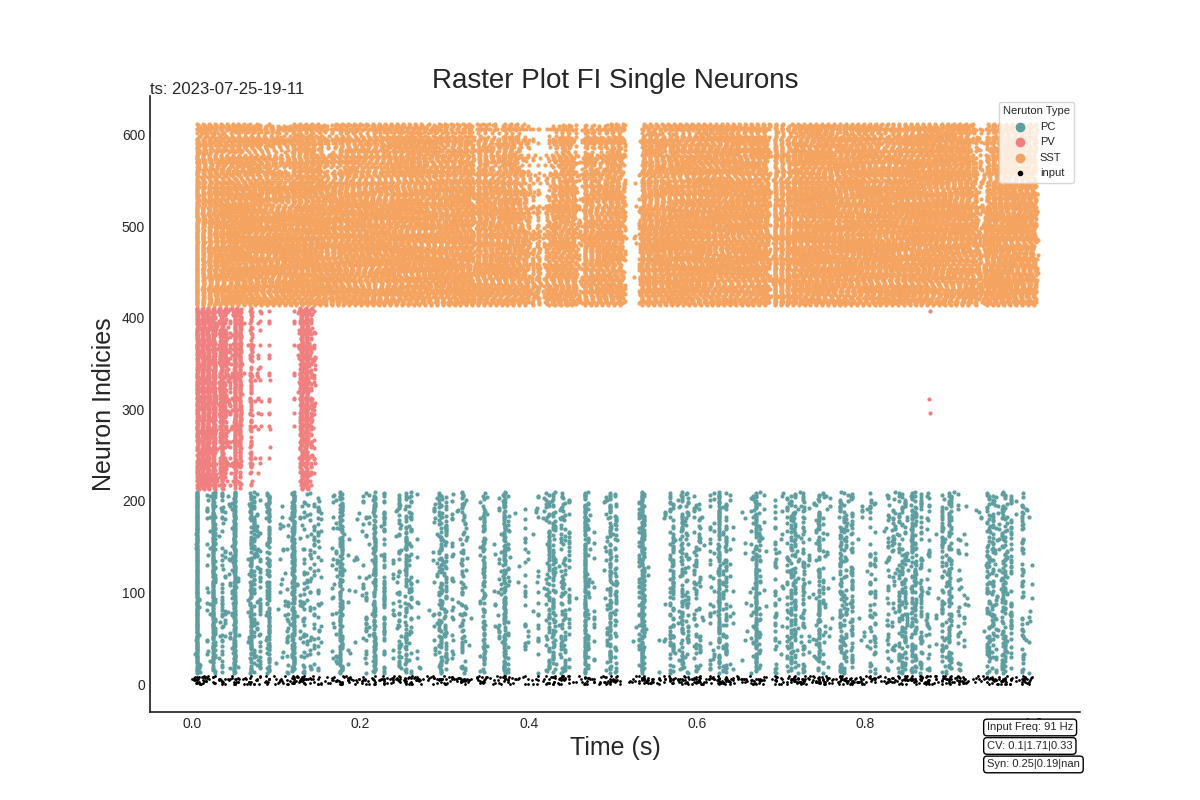 Raster Plot FI Single Neurons
ts: 2023-07-25-19-11
Neruton Type
PC
PV
SST
input
Neuron Indicies
600
500
400
300
200
100
0
0.0 0.2 0.4 0.6 0.8
Time (s)
Input Freq: 91 Hz
CV: 0.1|1.71|0.33
Syn: 0.25|0.19|nan